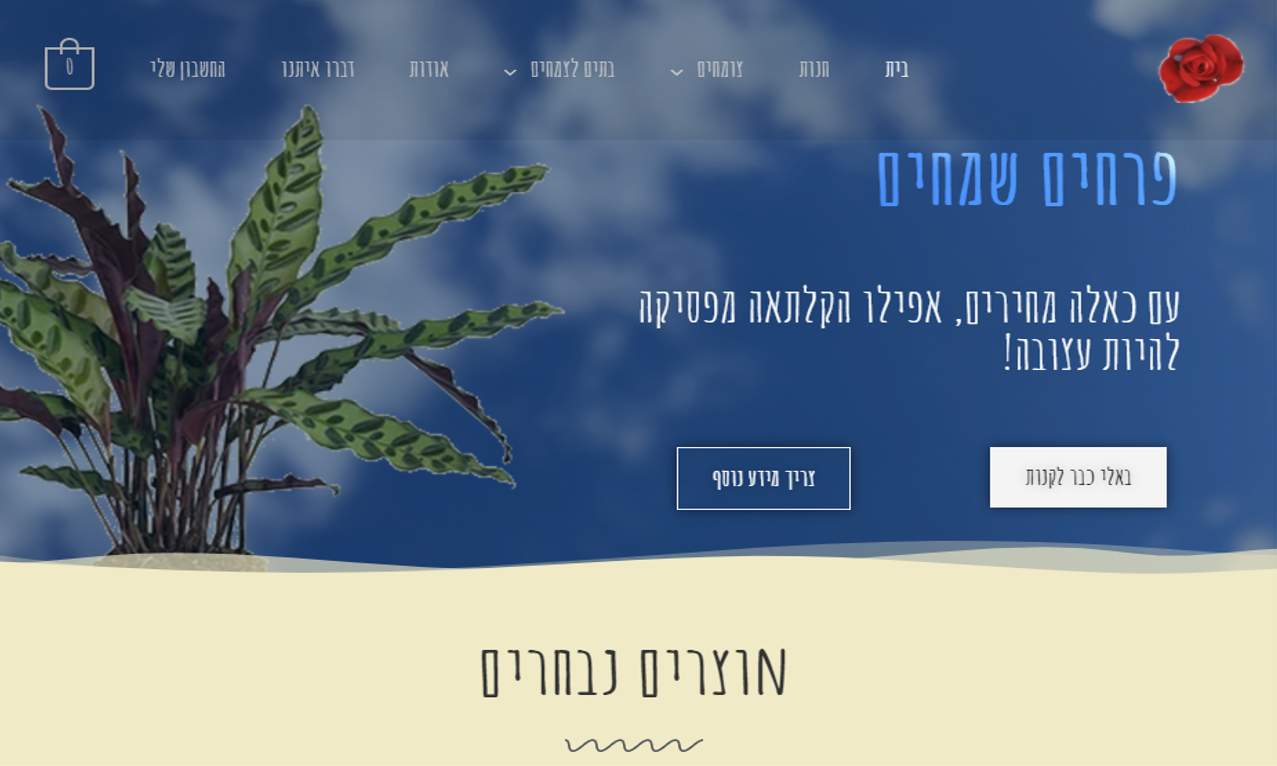 בית
חנות
צומחים
בתים לצמחים
אודות
דברו איתנו
החשבון שלי
0
פרחים שמחים
עם כאלה מחירים, אפילו הקלתאה מפסיקה
להיות עצובה!
באלי כבר לקנות
צריך מידע נוסף
מוצרים נבחרים